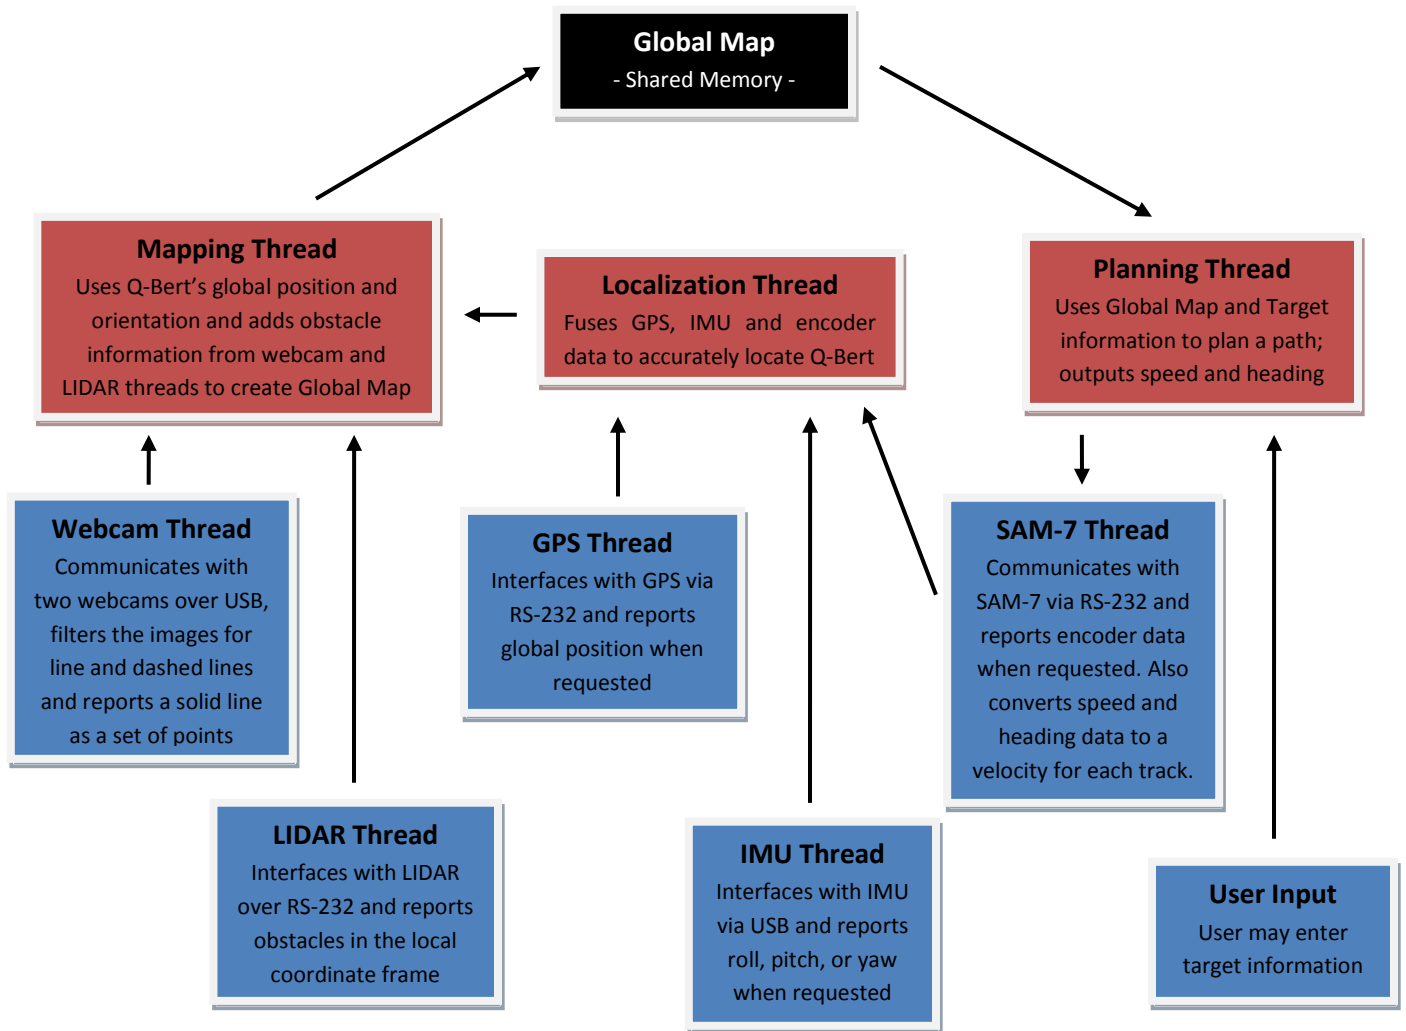 Global Map
- Shared Memory -
Mapping Thread
Uses Q-Bert’s global position and
orientation and adds obstacle
information from webcam and
LIDAR threads to create Global Map
Localization Thread
Fuses GPS, IMU and encoder
data to accurately locate Q-Bert
Planning Thread
Uses Global Map and Target
information to plan a path;
outputs speed and heading
Webcam Thread
Communicates with
two webcams over USB,
filters the images for
line and dashed lines
and reports a solid line
as a set of points
GPS Thread
Interfaces with GPS via
RS-232 and reports
global position when
requested
SAM-7 Thread
Communicates with
SAM-7 via RS-232 and
reports encoder data
when requested. Also
converts speed and
heading data to a
velocity for each track.
LIDAR Thread
Interfaces with LIDAR
over RS-232 and reports
obstacles in the local
coordinate frame
IMU Thread
Interfaces with IMU
via USB and reports
roll, pitch, or yaw
when requested
User Input
User may enter
target information